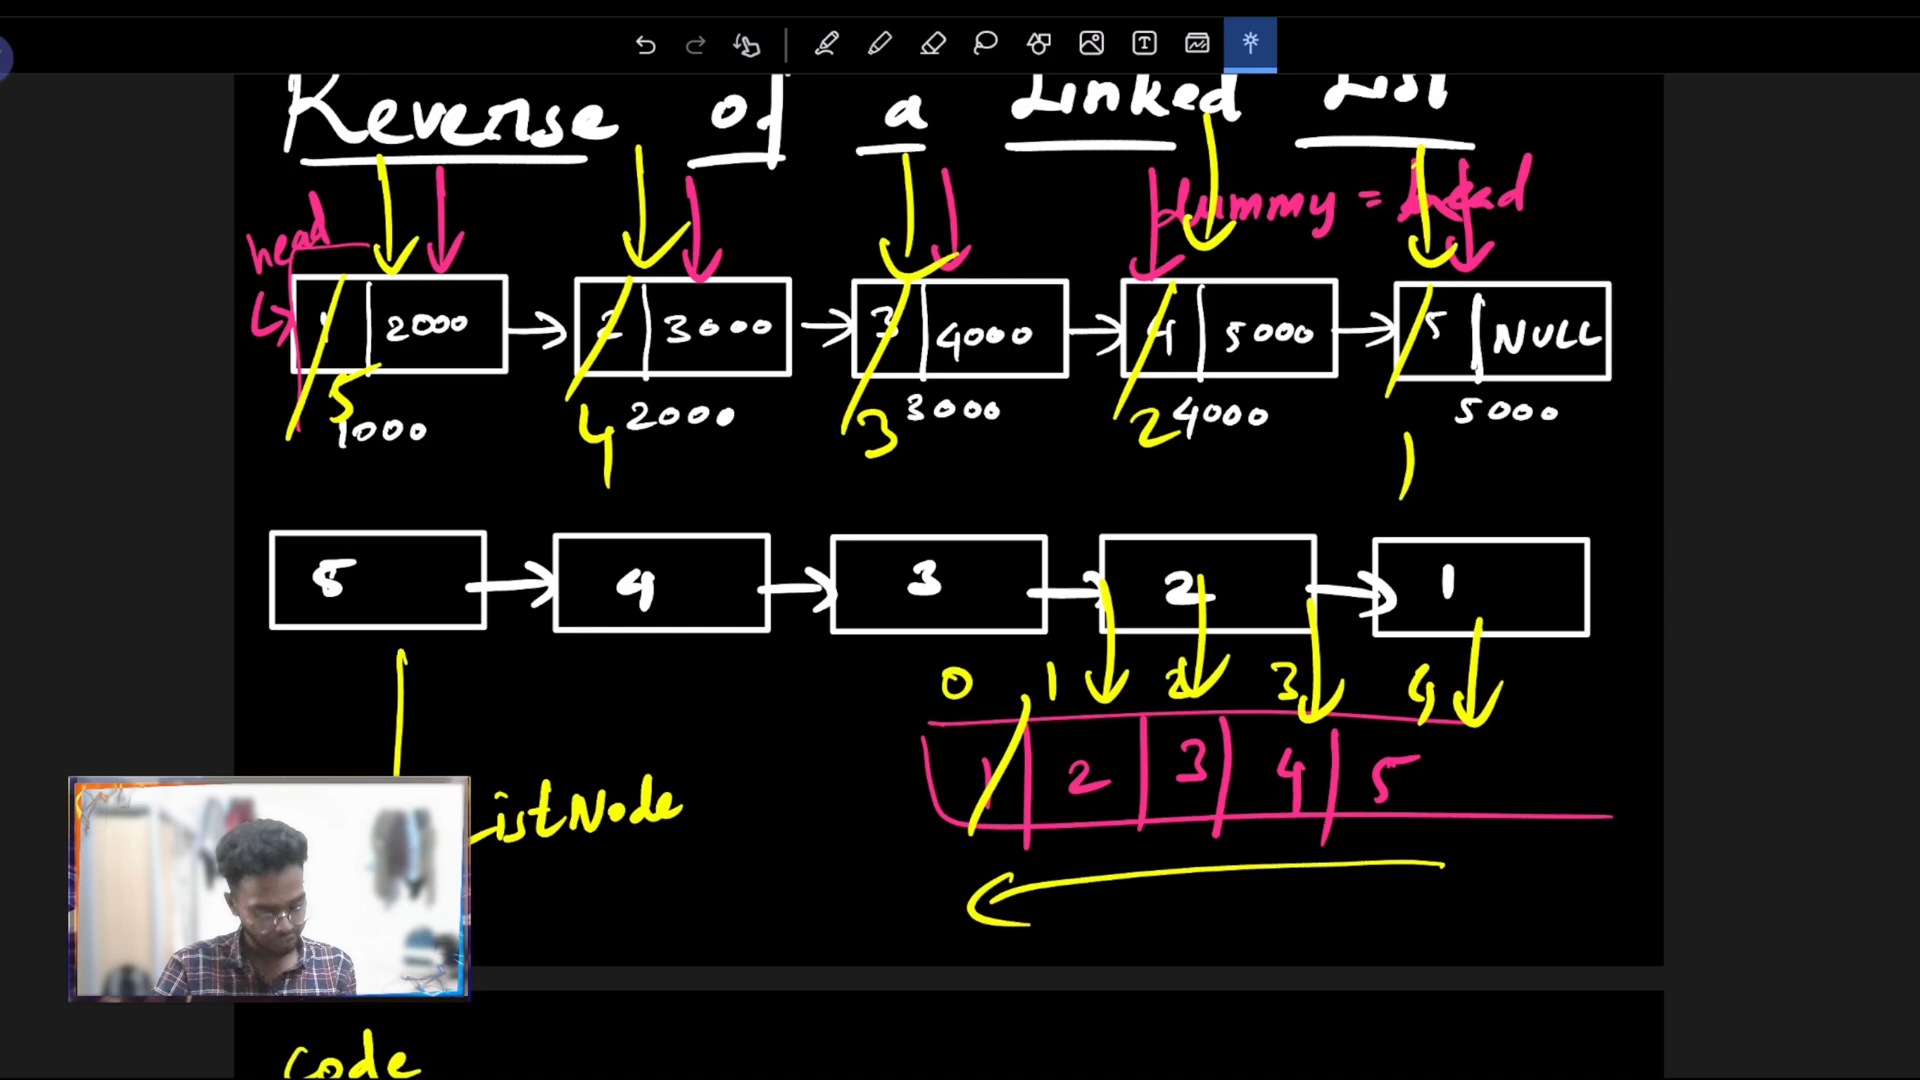 Reverse of a Linked List
head
dummy = head
1 2000 2 3000 3 4000 4 5000 5 NULL
5 1000 4 2000 3 3000 2 4000 1 5000
5 4 3 2 1
0 1 2 3 4
1 2 3 4 5
istNode
Code